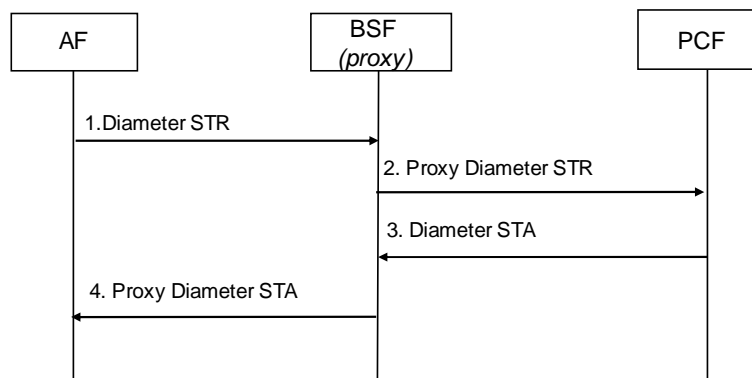 AF
BSF
(proxy)
PCF
1.Diameter STR
2. Proxy Diameter STR
3. Diameter STA
4. Proxy Diameter STA